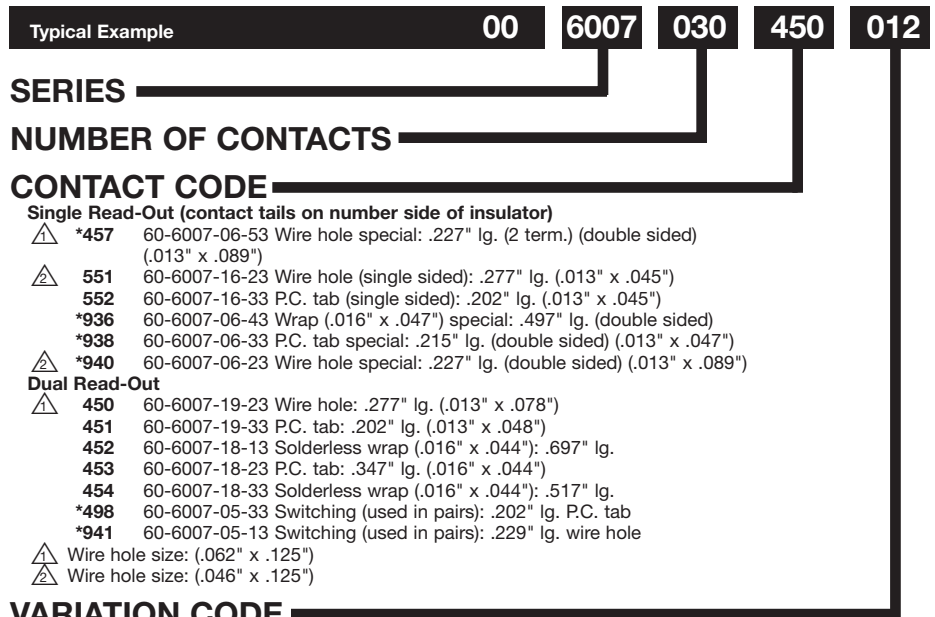 Typical Example 00 6007 030 450 012
SERIES
NUMBER OF CONTACTS
CONTACT CODE
Single Read-Out (contact tails on number side of insulator)
1 *457 60-6007-06-53 Wire hole special: .227" lg. (2 term.) (double sided)
(.013" x .089")
2 551 60-6007-16-23 Wire hole (single sided): .277" lg. (.013" x .045")
552 60-6007-16-33 P.C. tab (single sided): .202" lg. (.013" x .045")
*936 60-6007-06-43 Wrap (.016" x .047") special: .497" lg. (double sided)
*938 60-6007-06-33 P.C. tab special: .215" lg. (double sided) (.013" x .047")
2 *940 60-6007-06-23 Wire hole special: .227" lg. (double sided) (.013" x .089")
Dual Read-Out
1 450 60-6007-19-23 Wire hole: .277" lg. (.013" x .078")
451 60-6007-19-33 P.C. tab: .202" lg. (.013" x .048")
452 60-6007-18-13 Solderless wrap (.016" x .044"): .697" lg.
453 60-6007-18-23 P.C. tab: .347" lg. (.016" x .044")
454 60-6007-18-33 Solderless wrap (.016" x .044"): .517" lg.
*498 60-6007-05-33 Switching (used in pairs): .202" lg. P.C. tab
*941 60-6007-05-13 Switching (used in pairs): .229" lg. wire hole
1 Wire hole size: (.062" x .125")
2 Wire hole size: (.046" x .125")
VARIATION CODE